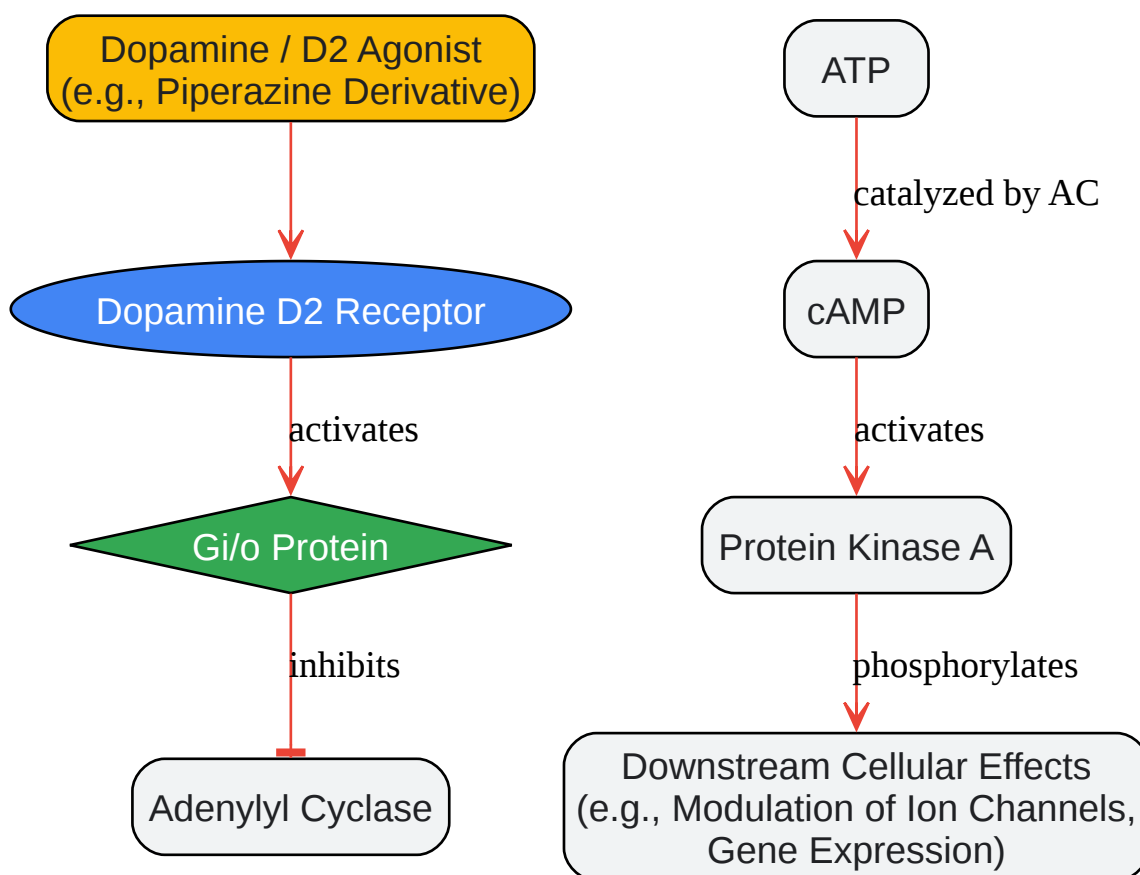 Dopamine / D2 Agonist
(e.g., Piperazine Derivative)
Dopamine D2 Receptor
activates
Gi/o Protein
inhibits
Adenylyl Cyclase
ATP
catalyzed by AC
cAMP
activates
Protein Kinase A
phosphorylates
Downstream Cellular Effects
(e.g., Modulation of Ion Channels,
Gene Expression)